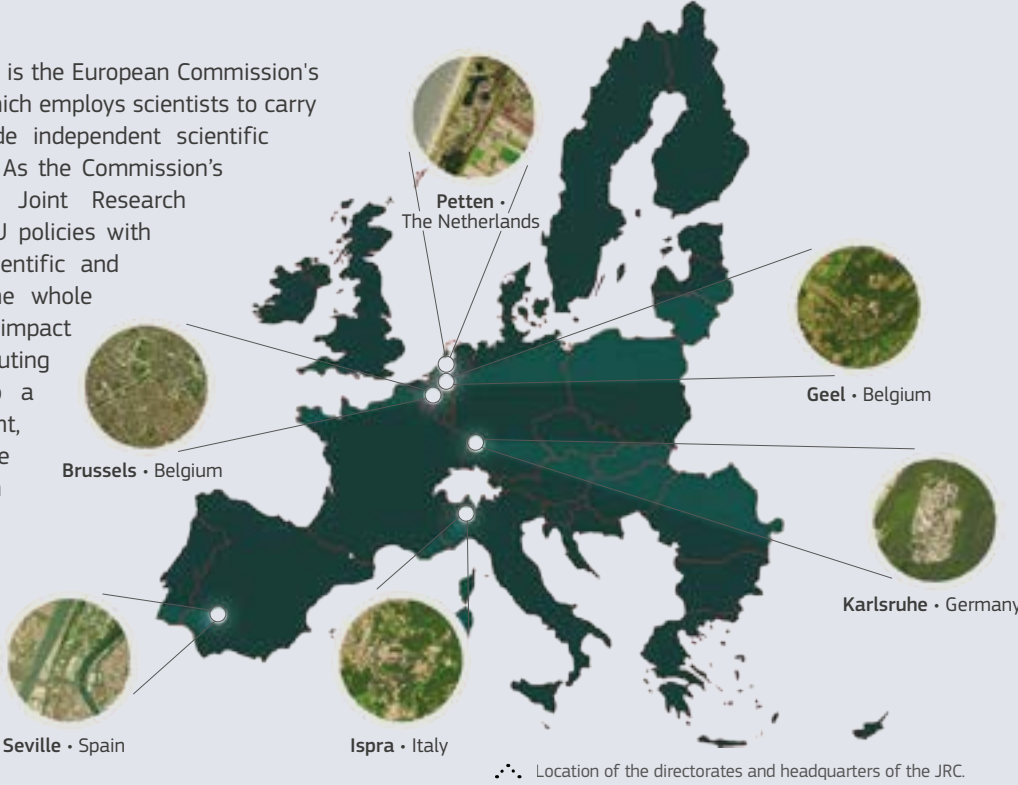 is the European Commission's
ich employs scientists to carry
de independent scientific
As the Commission's
Joint Research
U policies with
entific and
e whole
impact
uting
a
nt,
e
Petten •
The Netherlands
Geel • Belgium
Brussels • Belgium
Karlsruhe • Germany
Seville • Spain
Ispra • Italy
Location of the directorates and headquarters of the JRC.